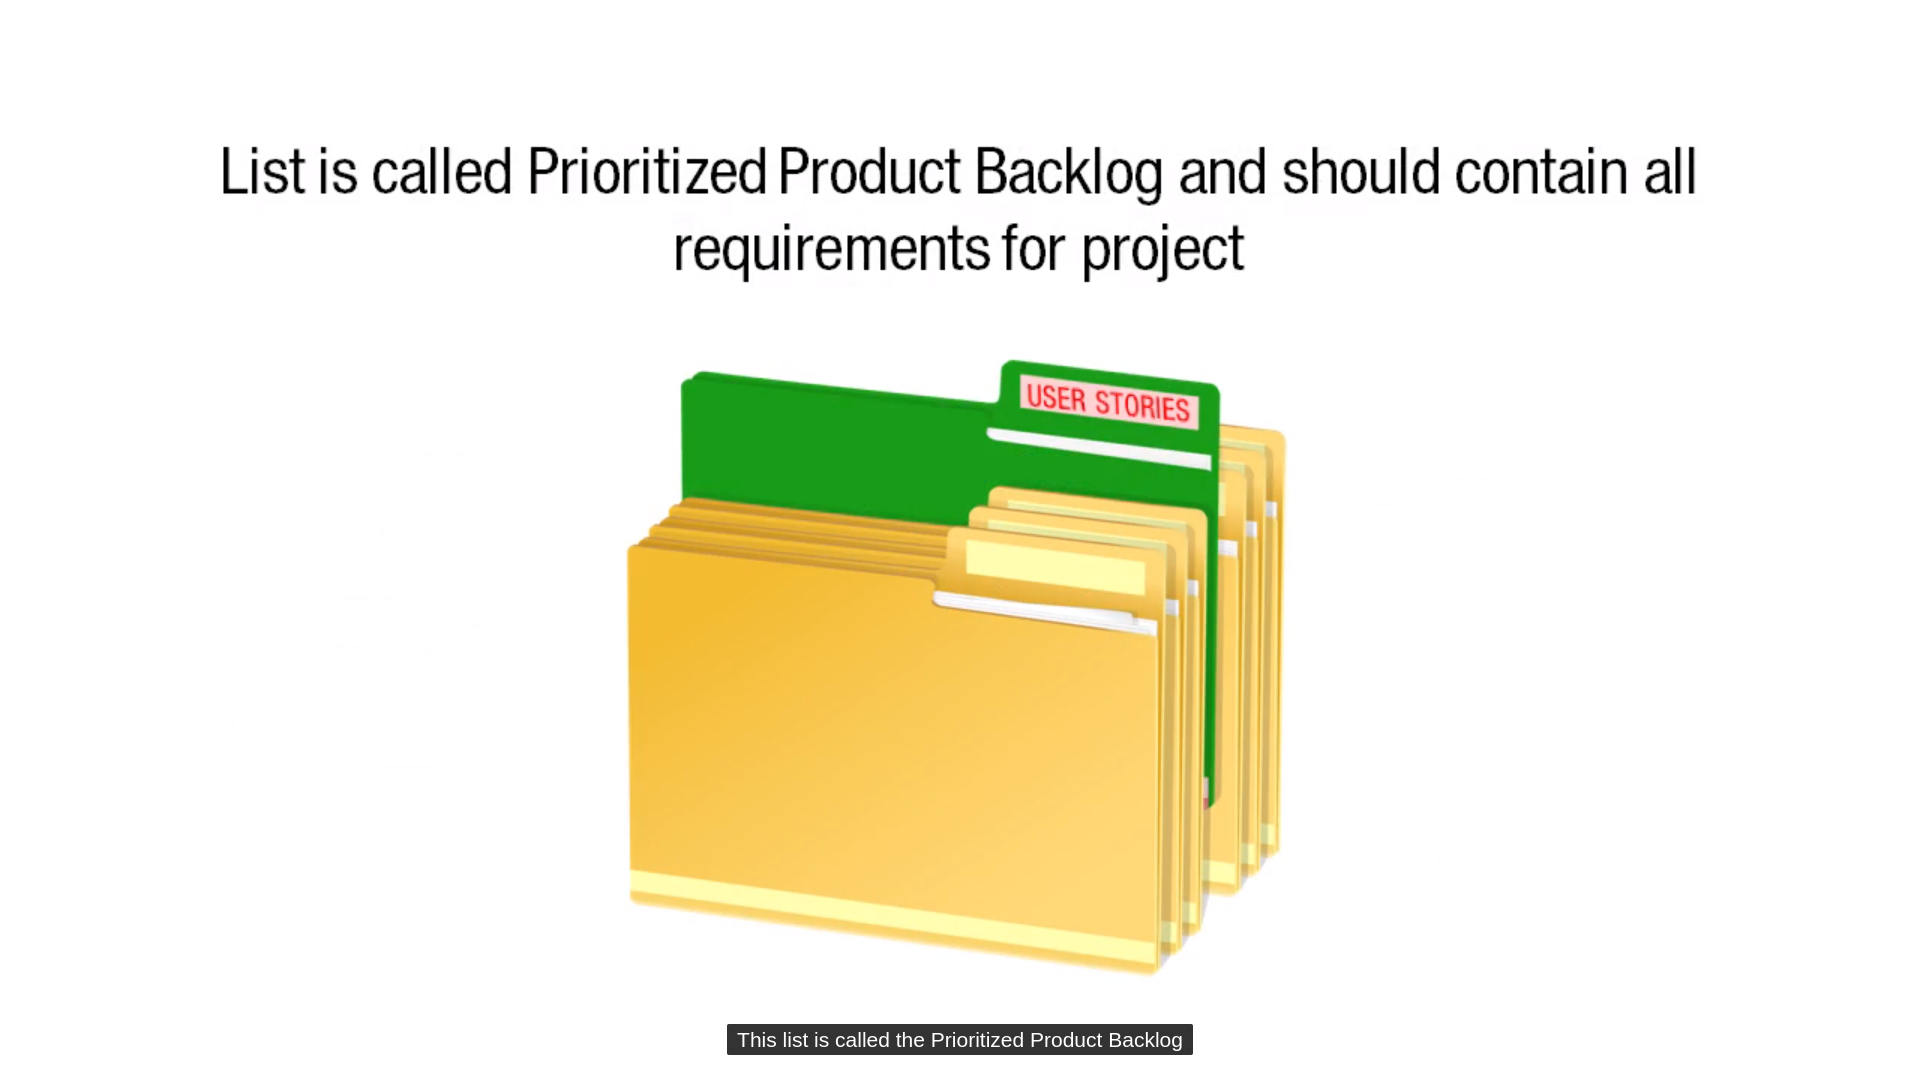 List is called Prioritized Product Backlog and should contain all
requirements for project
USER STORIES
This list is called the Prioritized Product Backlog